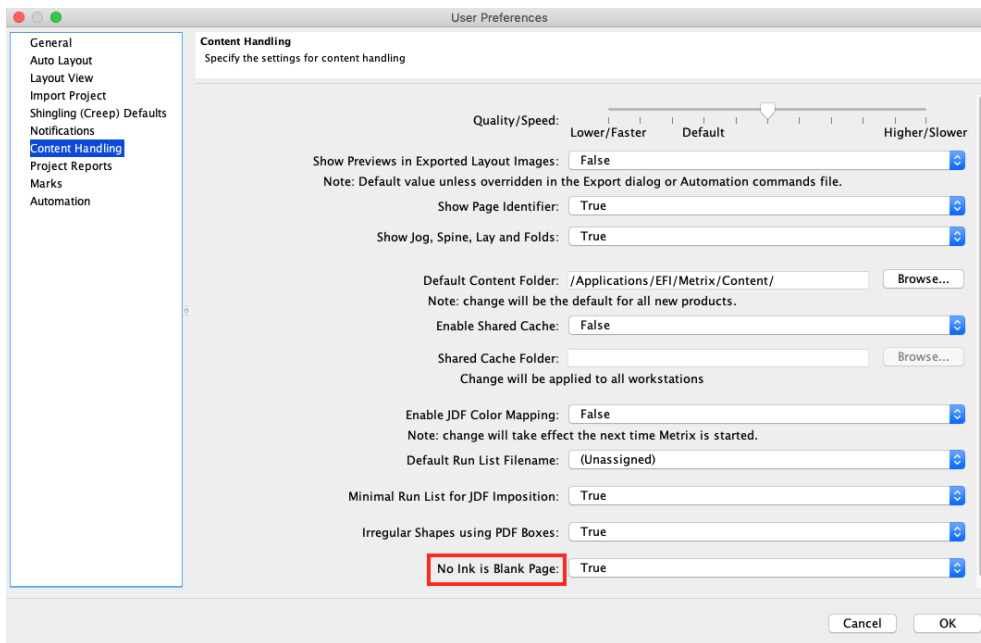 User Preferences
General
Auto Layout
Layout View
Import Project
Shingling (Creep) Defaults
Notifications
Content Handling
Project Reports
Marks
Automation
Content Handling
Specify the settings for content handling
Quality/Speed:
Lower/Faster Default Higher/Slower
Show Previews in Exported Layout Images: False
Note: Default value unless overridden in the Export dialog or Automation commands file.
Show Page Identifier: True
Show Jog, Spine, Lay and Folds: True
Default Content Folder: /Applications/EFI/Metrix/Content/ Browse...
Note: change will be the default for all new products.
Enable Shared Cache: False
Shared Cache Folder: Browse...
Change will be applied to all workstations
Enable JDF Color Mapping: False
Note: change will take effect the next time Metrix is started.
Default Run List Filename: (Unassigned)
Minimal Run List for JDF Imposition: True
Irregular Shapes using PDF Boxes: True
No Ink is Blank Page: True
Cancel OK